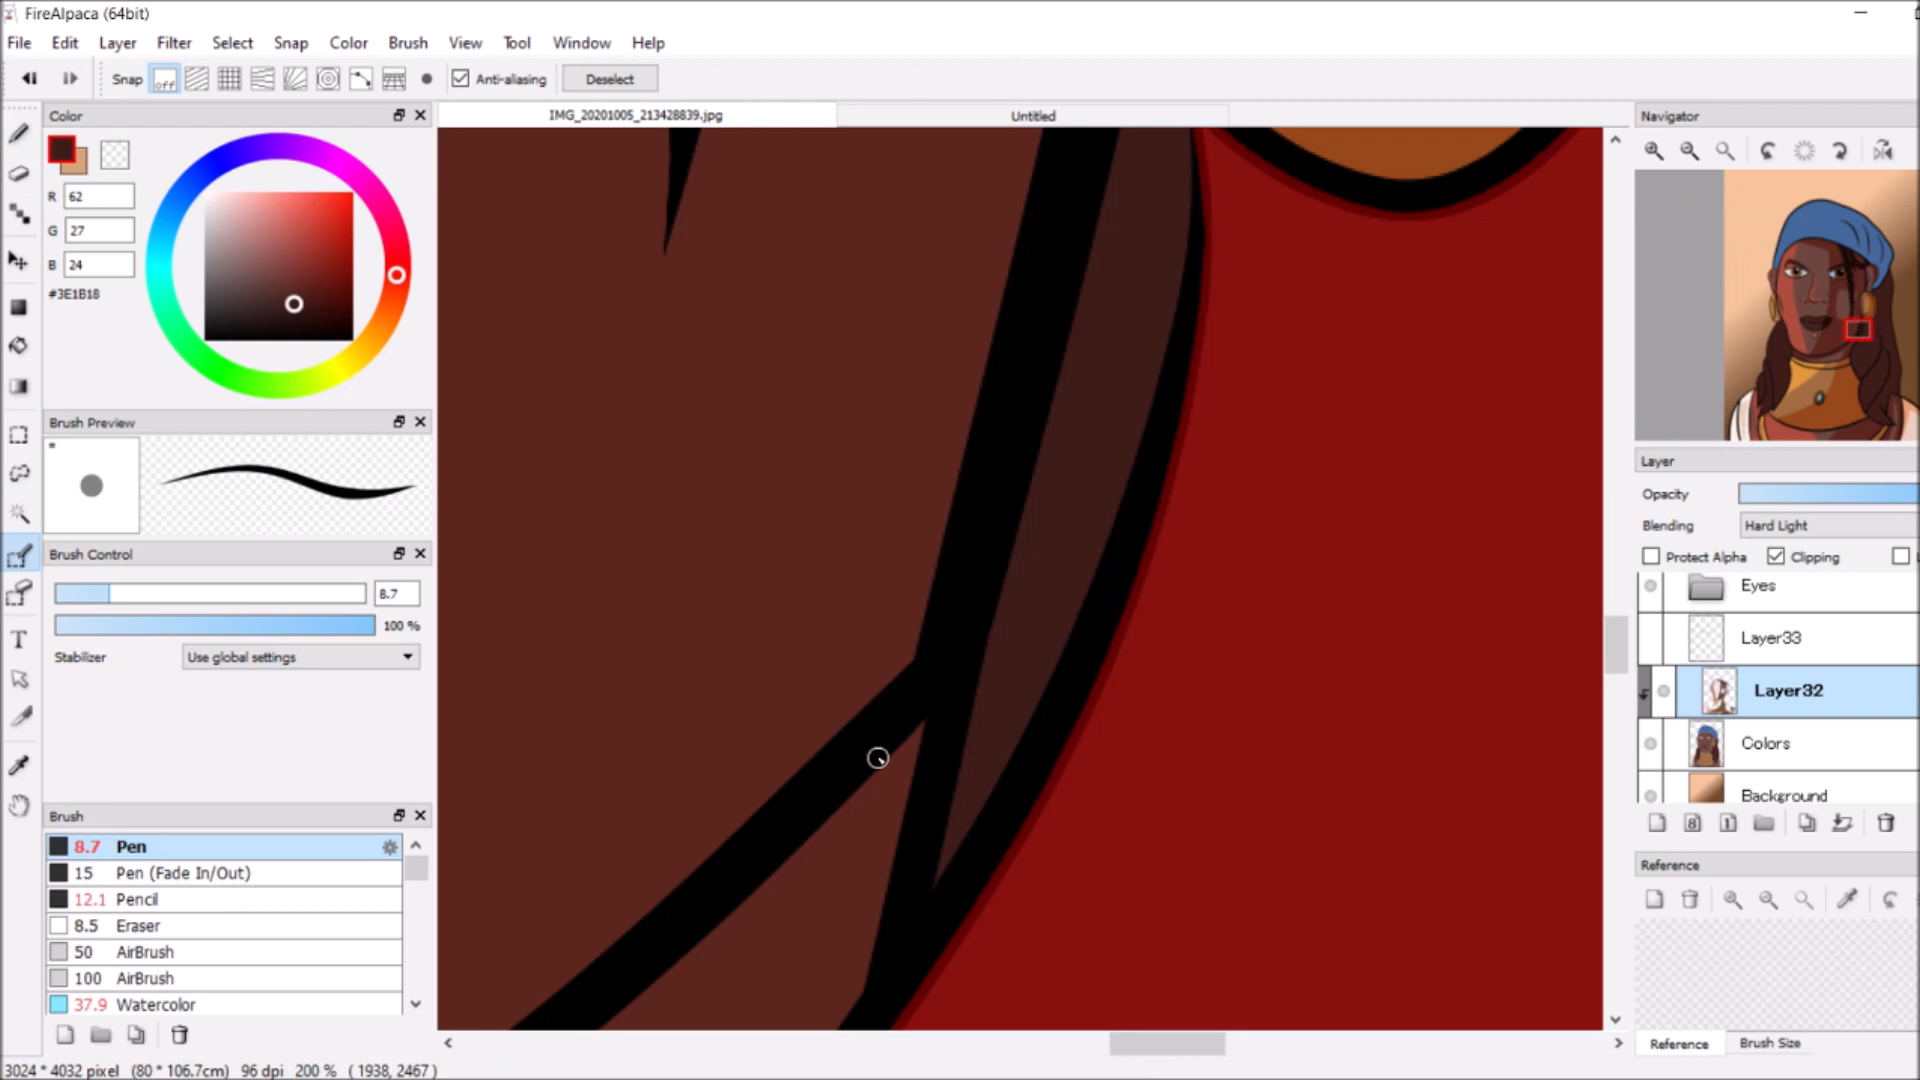 FireAlpaca (64bit)
File Edit Layer Filter Select Snap Color Brush View Tool Window Help
Snap off Anti-aliasing Deselect
Color
IMG_20201005_213428839.jpg Untitled
Navigator
R 62
G 27
B 24
#3E1B18
Brush Preview
Brush Control
8.7
100 %
Stabilizer Use global settings
Brush
8.7 Pen
15 Pen (Fade In/Out)
12.1 Pencil
8.5 Eraser
50 AirBrush
100 AirBrush
37.9 Watercolor
3024 * 4032 pixel (80 * 106.7cm) 96 dpi 200 % ( 1938, 2467 )
Layer
Opacity
Blending Hard Light
Protect Alpha Clipping
Eyes
Layer33
Layer32
Colors
Background
8 1
Reference
Reference Brush Size